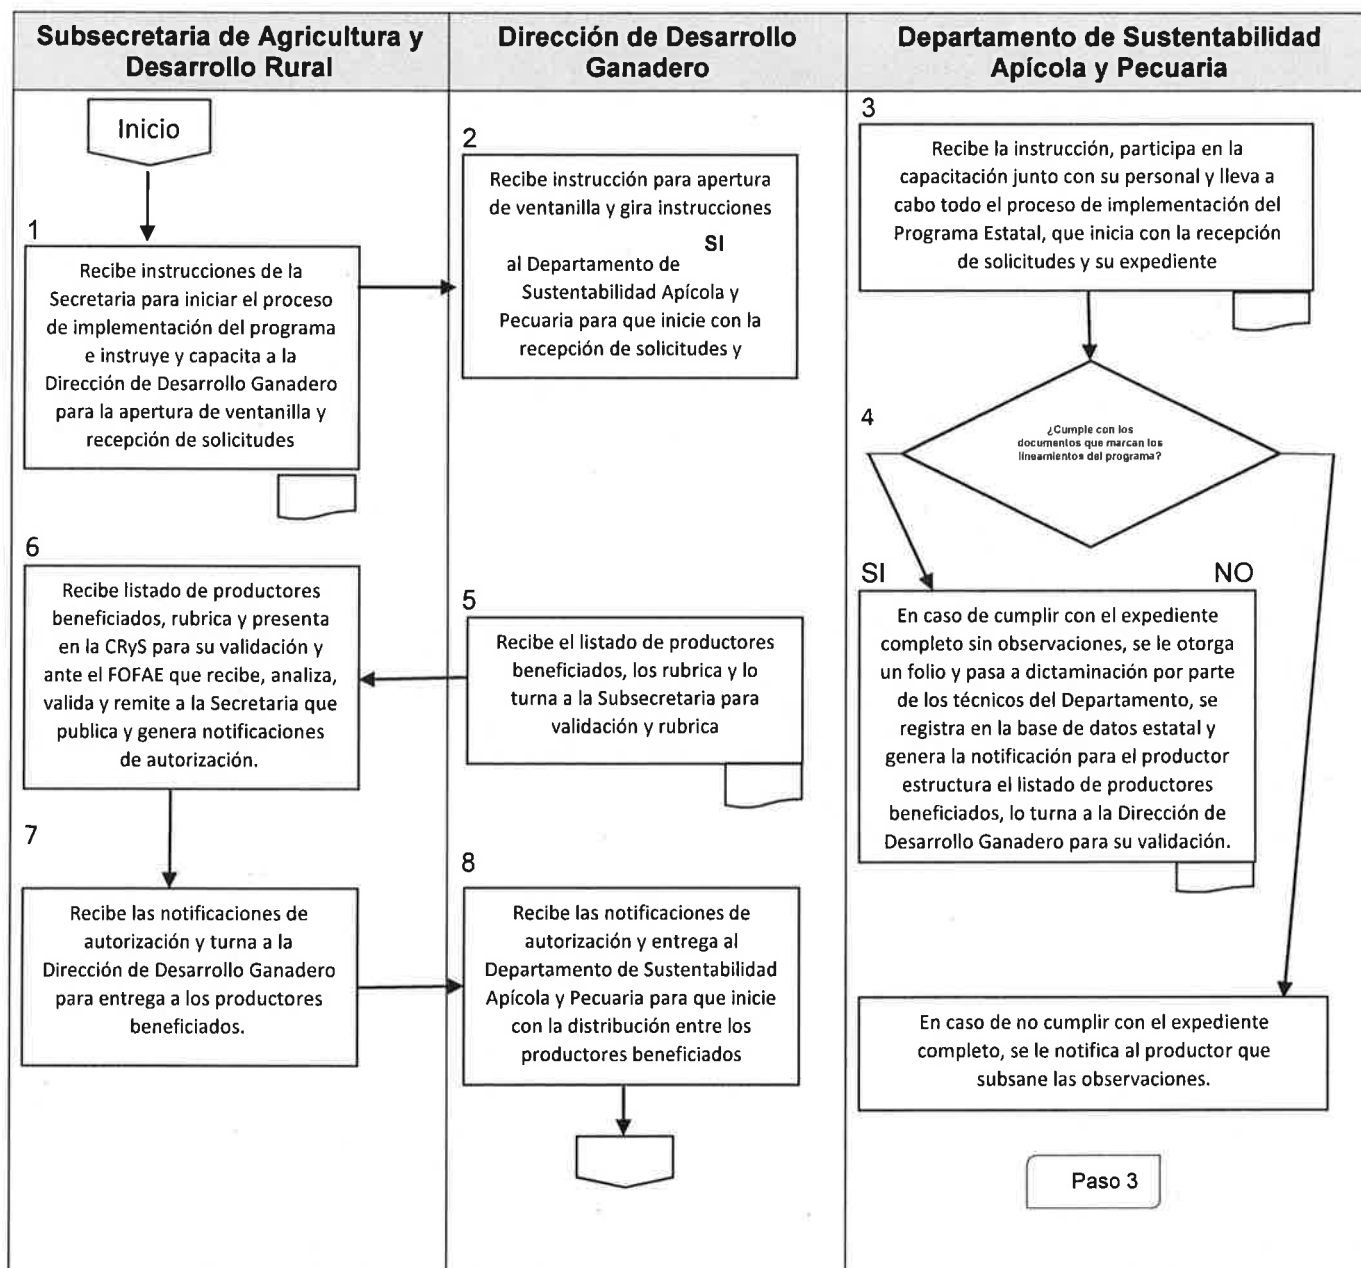 Subsecretaria de Agricultura y
Desarrollo Rural
Dirección de Desarrollo
Ganadero
Departamento de Sustentabilidad
Apícola y Pecuaria
Inicio
1
Recibe instrucciones de la
Secretaria para iniciar el proceso
de implementación del programa
e instruye y capacita a la
Dirección de Desarrollo Ganadero
para la apertura de ventanilla y
recepción de solicitudes
2
Recibe instrucción para apertura
de ventanilla y gira instrucciones
SI
al Departamento de
Sustentabilidad Apícola y
Pecuaria para que inicie con la
recepción de solicitudes y
3
Recibe la instrucción, participa en la
capacitación junto con su personal y lleva a
cabo todo el proceso de implementación del
Programa Estatal, que inicia con la recepción
de solicitudes y su expediente
4
¿Cumple con los
documentos que marcan los
lineamientos del programa?
SI
NO
En caso de cumplir con el expediente
completo sin observaciones, se le otorga
un folio y pasa a dictaminación por parte
de los técnicos del Departamento, se
registra en la base de datos estatal y
genera la notificación para el productor
estructura el listado de productores
beneficiados, lo turna a la Dirección de
Desarrollo Ganadero para su validación.
5
Recibe el listado de productores
beneficiados, los rubrica y lo
turna a la Subsecretaria para
validación y rubrica
6
Recibe listado de productores
beneficiados, rubrica y presenta
en la CRyS para su validación y
ante el FOFAE que recibe, analiza,
valida y remite a la Secretaria que
publica y genera notificaciones
de autorización.
7
Recibe las notificaciones de
autorización y turna a la
Dirección de Desarrollo Ganadero
para entrega a los productores
beneficiados.
8
Recibe las notificaciones de
autorización y entrega al
Departamento de Sustentabilidad
Apícola y Pecuaria para que inicie
con la distribución entre los
productores beneficiados
En caso de no cumplir con el expediente
completo, se le notifica al productor que
subsane las observaciones.
Paso 3